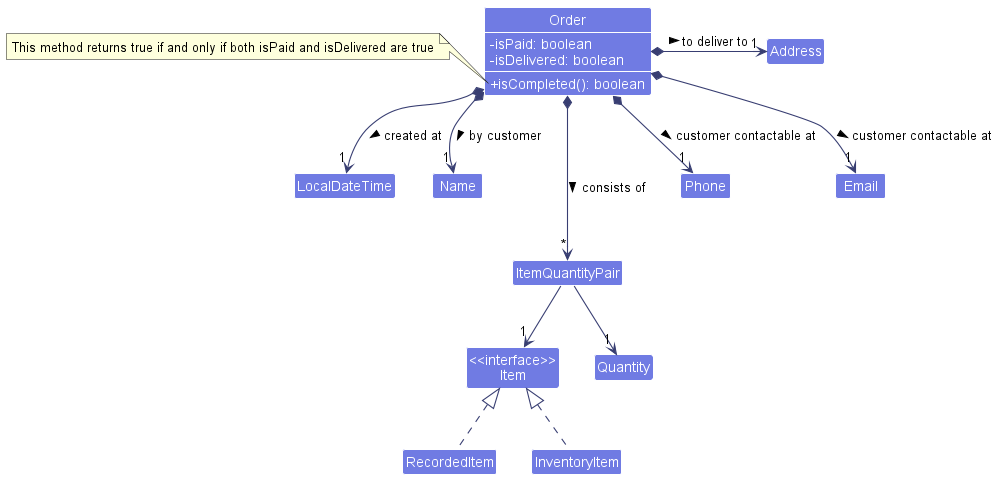 Order
-isPaid: boolean
-isDelivered: boolean
+isCompleted(): boolean
This method returns true if and only if both isPaid and isDelivered are true
to deliver to
1
Address
created at
by customer
customer contactable at
customer contactable at
1
1
1
1
LocalDateTime
Name
consists of
Phone
Email
*
ItemQuantityPair
1
1
<<interface>>
Item
Quantity
RecordedItem
InventoryItem